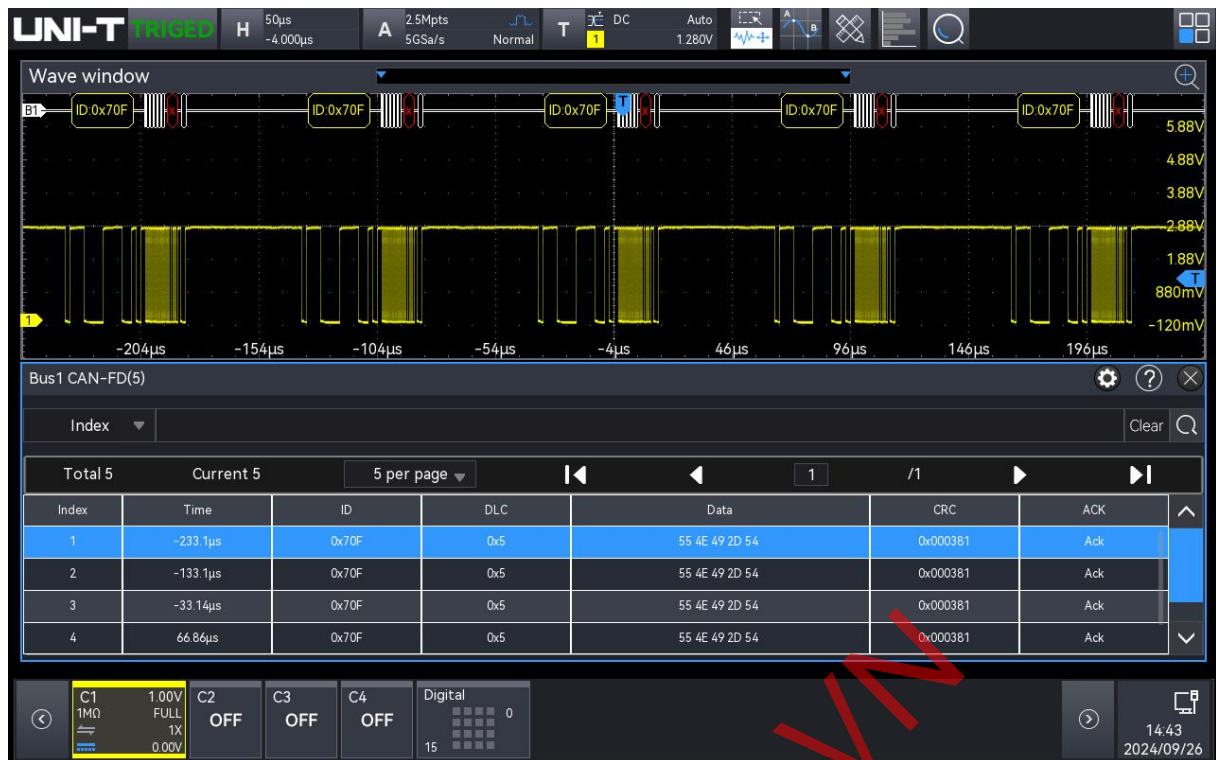 UNI-T TRIGED H 50μs -4.000μs A 2.5Mpts 5GSa/s Normal T DC 1 Auto 1.280V A B
Wave window
B1 ID:0x70F x ID:0x70F x ID:0x70F T x ID:0x70F x ID:0x70F x
5.88V
4.88V
3.88V
2.88V
1.88V
T
880mV
1 -120mV
-204μs -154μs -104μs -54μs -4μs 46μs 96μs 146μs 196μs
Bus1 CAN-FD(5) ?
Index Clear
Total 5 Current 5 5 per page 1 /1
Index Time ID DLC Data CRC ACK
1 -233.1μs 0x70F 0x5 55 4E 49 2D 54 0x000381 Ack
2 -133.1μs 0x70F 0x5 55 4E 49 2D 54 0x000381 Ack
3 -33.14μs 0x70F 0x5 55 4E 49 2D 54 0x000381 Ack
4 66.86μs 0x70F 0x5 55 4E 49 2D 54 0x000381 Ack
VN
C1 1.00V
1MΩ FULL
1X
0.00V
C2 OFF
C3 OFF
C4 OFF
Digital
0
15
14:43
2024/09/26